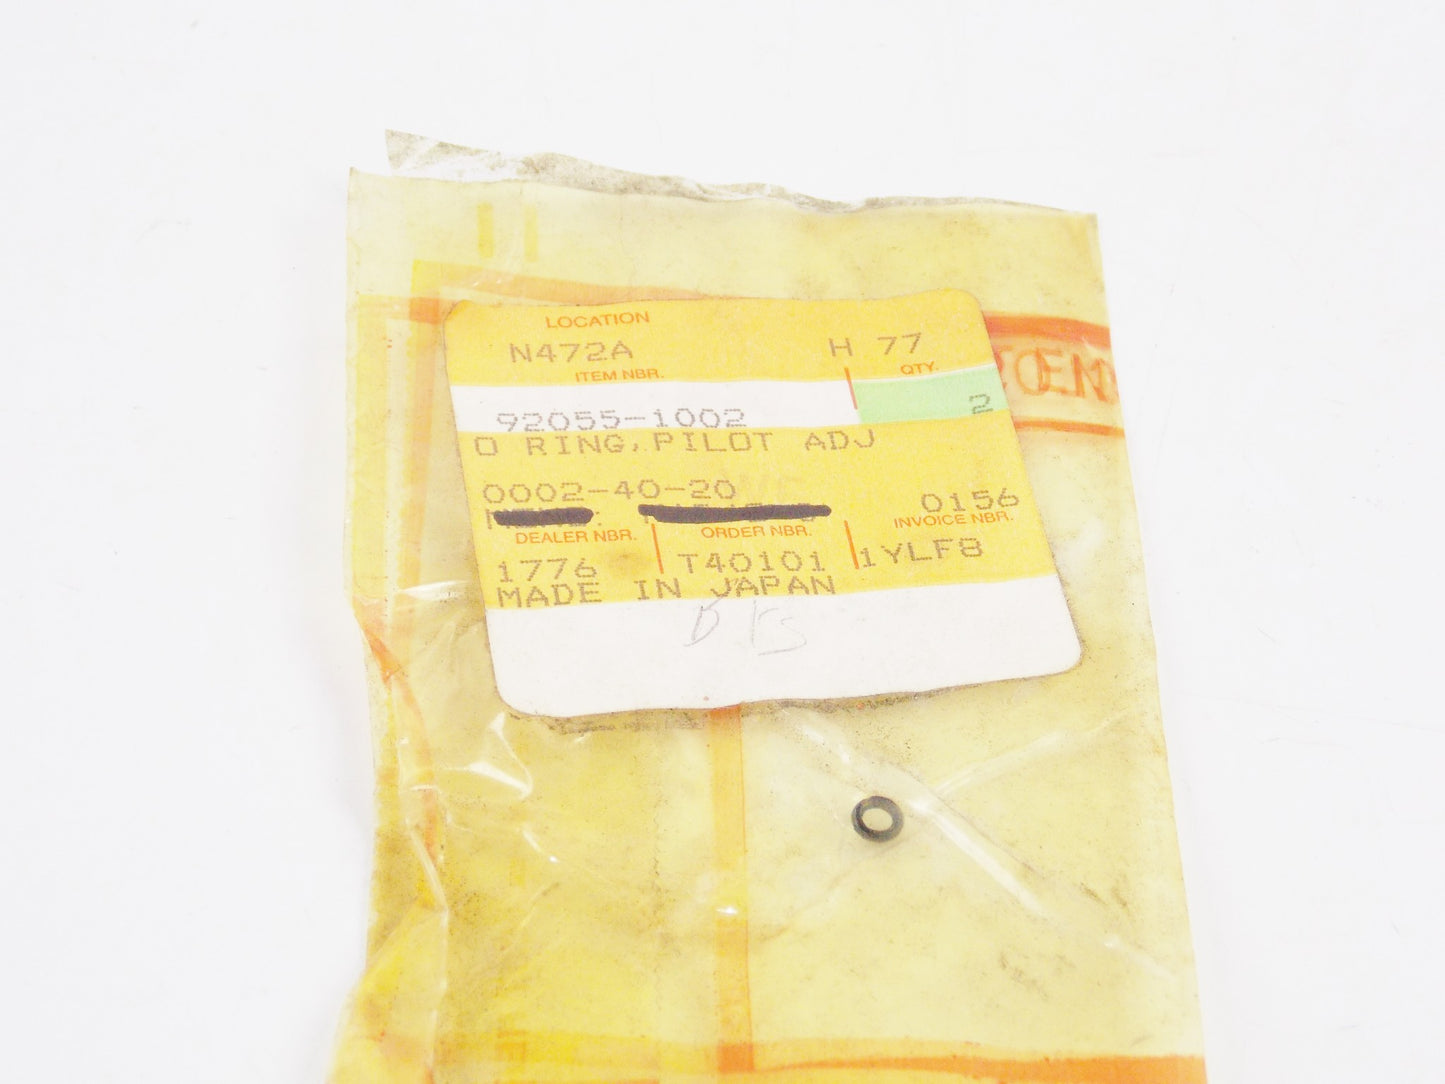 LOCATION
N472A H 77
ITEM NBR. QTY.
92055-1002 2
O RING,PILOT ADJ
0002-40-20 0156
DEALER NBR. ORDER NBR. INVOICE NBR.
1776 T40101 1YLF8
MADE IN JAPAN